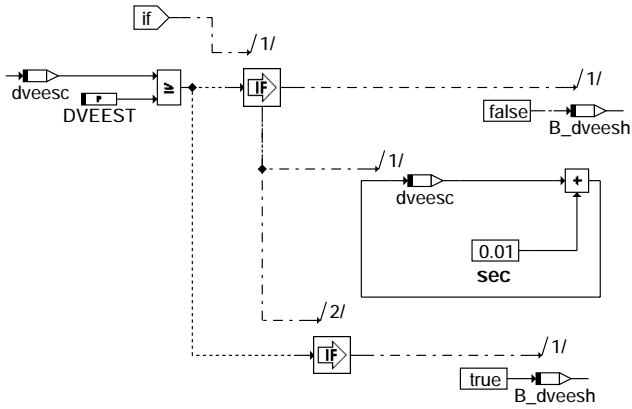 if
/1/
dveesc
P
DVEEST
≥
IF
/1/
false
B_dveesh
/1/
dveesc
+
0.01
sec
/2/
IF
/1/
true
B_dveesh